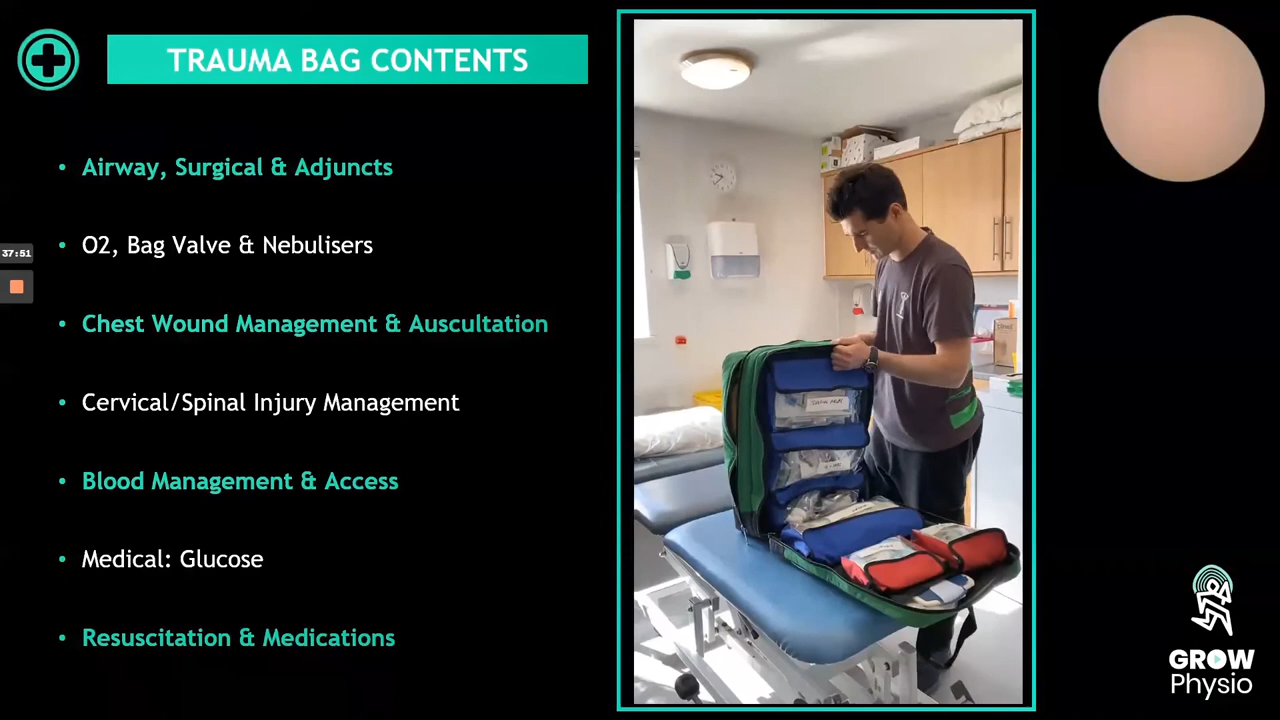 TRAUMA BAG CONTENTS
• Airway, Surgical & Adjuncts
• O2, Bag Valve & Nebulisers
• Chest Wound Management & Auscultation
• Cervical/Spinal Injury Management
• Blood Management & Access
• Medical: Glucose
• Resuscitation & Medications
37:51
GROW
Physio